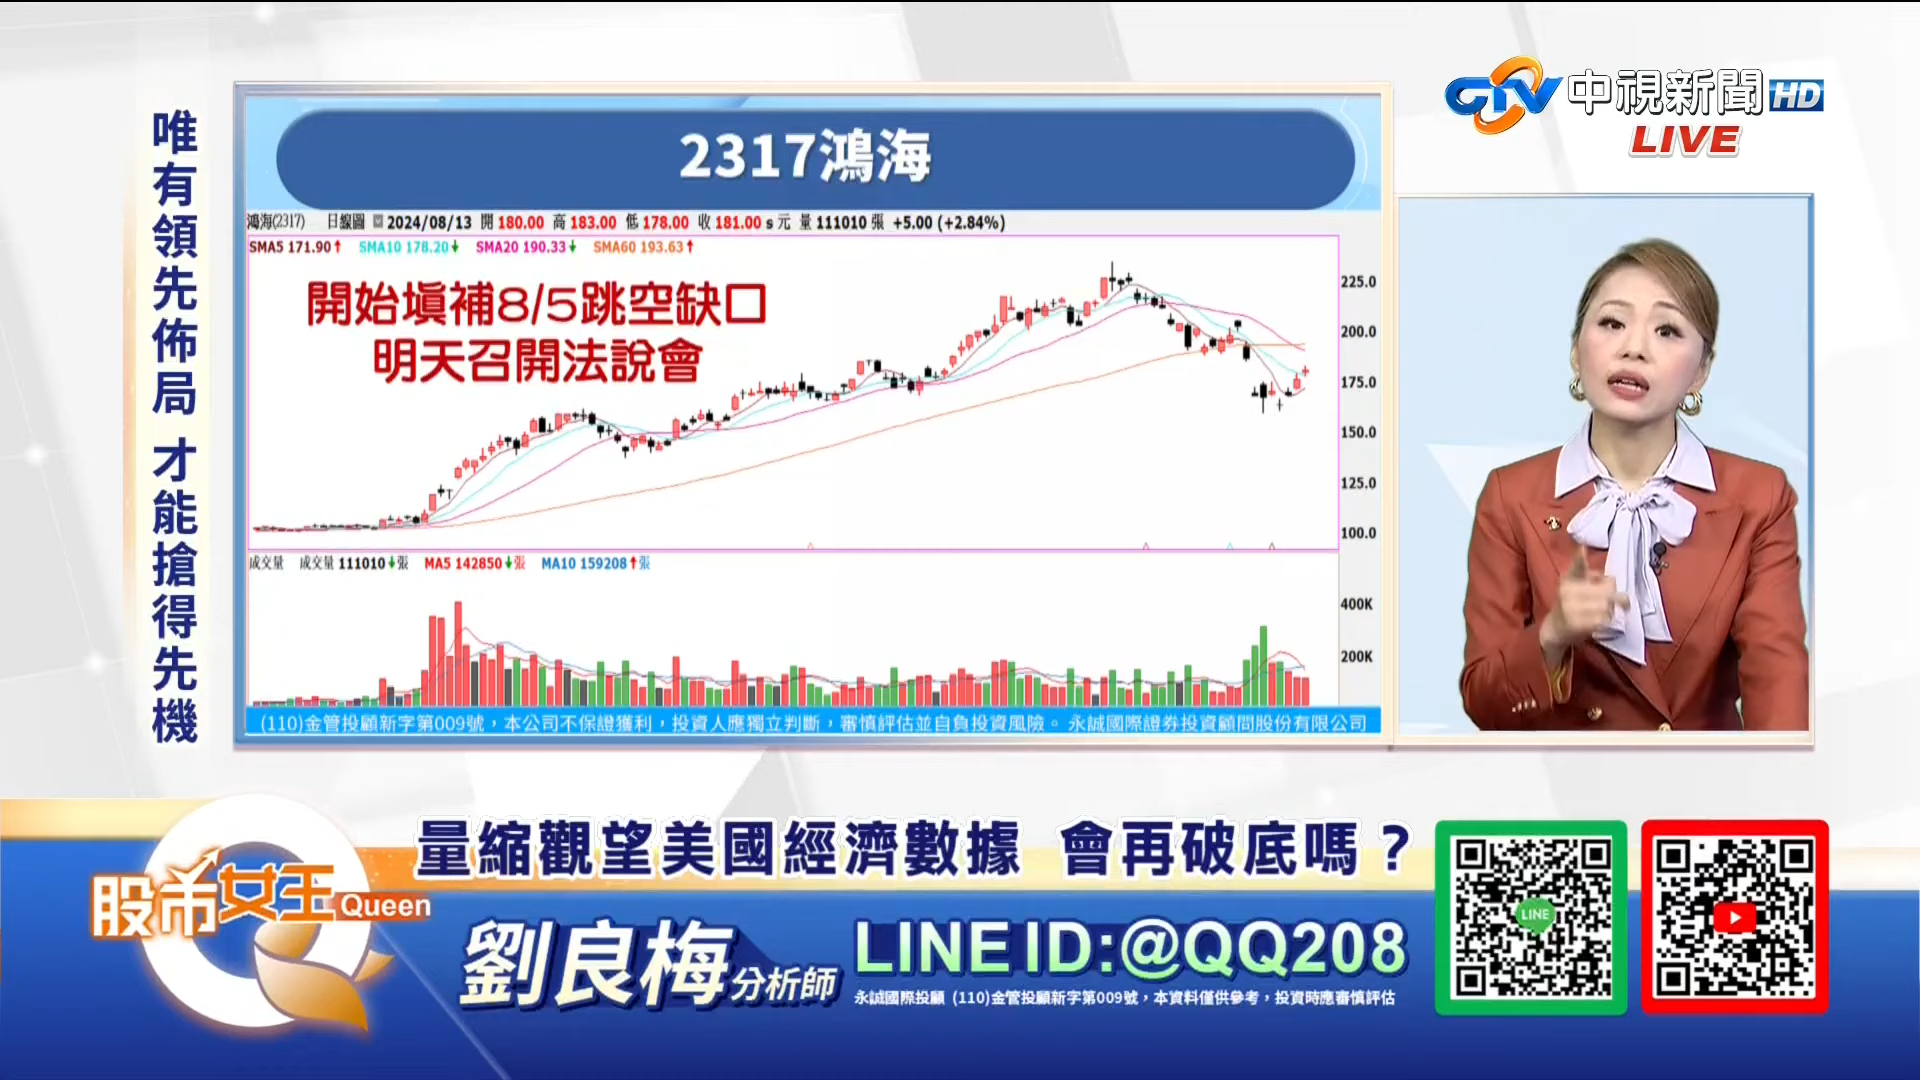 唯有領先佈局 才能搶得先機
CTV中視新聞HD
LIVE
2317鴻海
鴻海(2317) 日線圖 2024/08/13 開 180.00 高 183.00 低 178.00 收 181.00 s 元 量 111010 張 +5.00 (+2.84%)
SMA5 171.90↑ SMA10 178.20↓ SMA20 190.33↓ SMA60 193.63↑
開始填補8/5跳空缺口
明天召開法說會
225.0
200.0
175.0
150.0
125.0
100.0
成交量 成交量 111010↓張 MA5 142850↓張 MA10 159208↑張
400K
200K
(110)金管投顧新字第009號，本公司不保證獲利，投資人應獨立判斷，審慎評估並自負投資風險。 永誠國際證券投資顧問股份有限公司
量縮觀望美國經濟數據 會再破底嗎？
股市女王Queen
劉良梅分析師
LINE ID:@QQ208
永誠國際投顧 (110)金管投顧新字第009號，本資料僅供參考，投資時應審慎評估
LINE